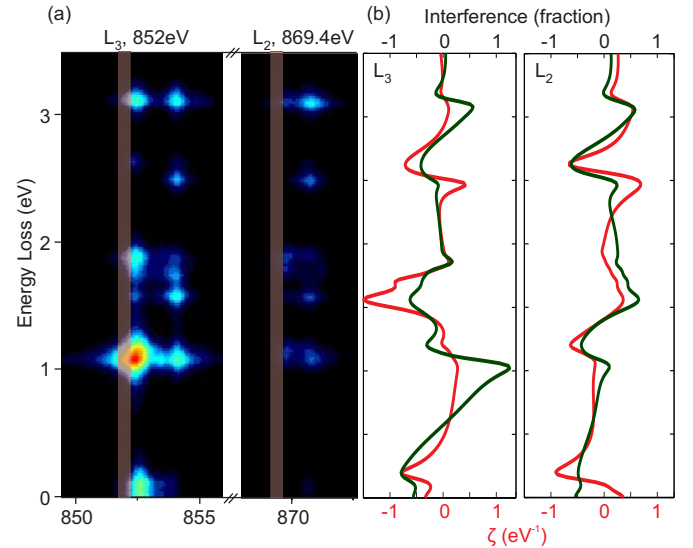 (a)
(b)
Interference (fraction)
L₃, 852eV
L₂, 869.4eV
-1 0 1 -1 0 1
L₃
L₂
3
2
1
0
Energy Loss (eV)
850 855 870
-1 0 1 -1 0 1
ζ (eV⁻¹)